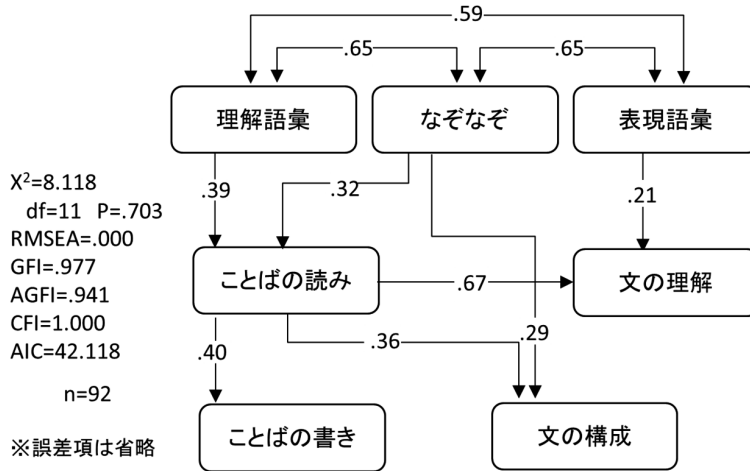 .59
.65
.65
理解語彙
なぞなぞ
表現語彙
X²=8.118
df=11 P=.703
RMSEA=.000
GFI=.977
AGFI=.941
CFI=1.000
AIC=42.118
n=92
※誤差項は省略
.39
.32
.21
ことばの読み
.67
文の理解
.40
.36
.29
ことばの書き
文の構成